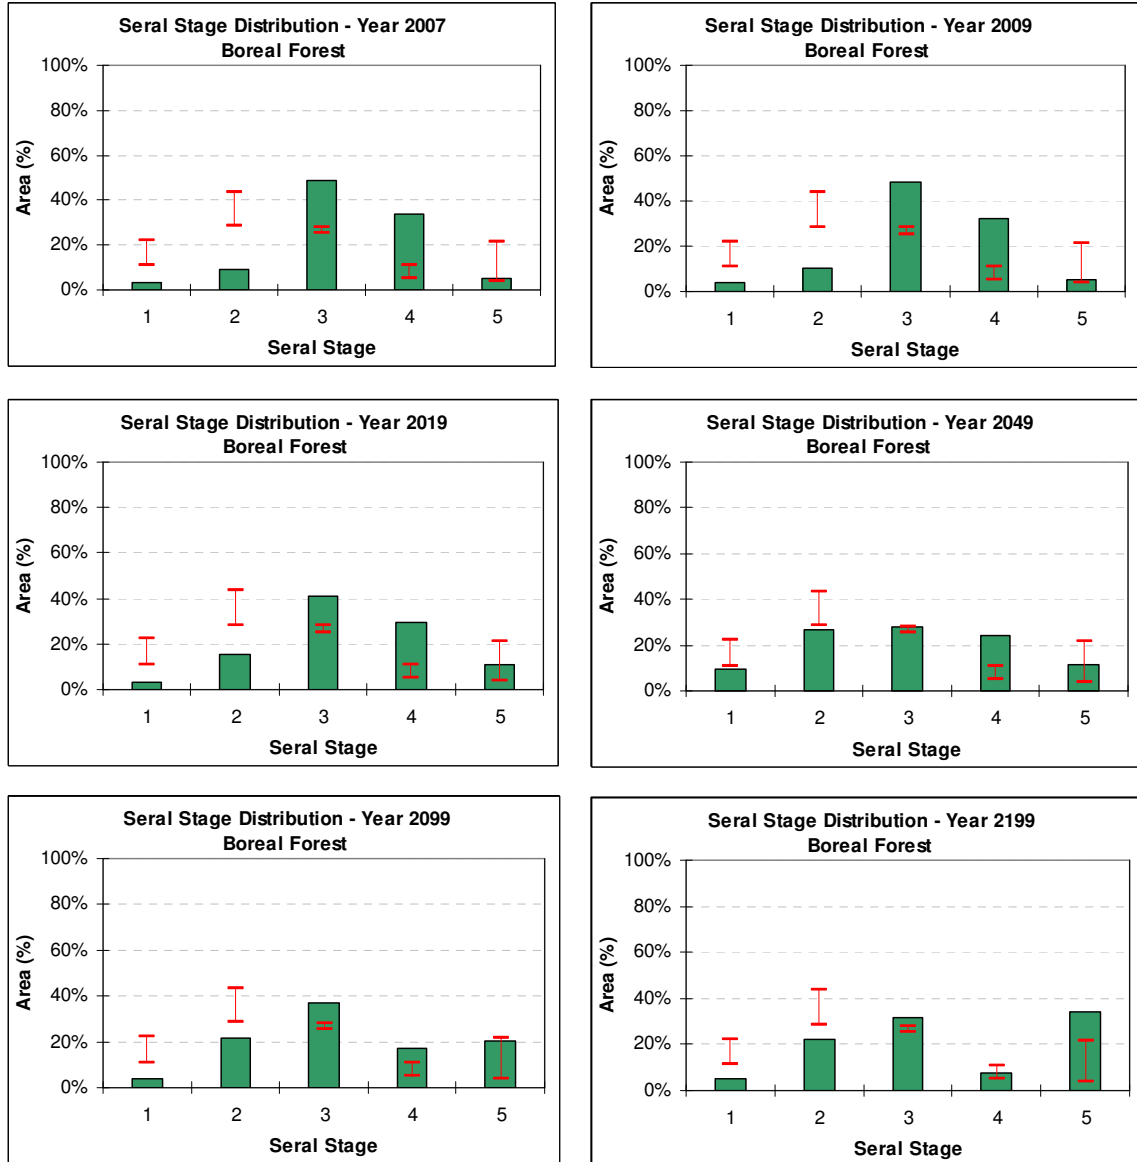 Seral Stage Distribution - Year 2007
Boreal Forest
100%
80%
60%
40%
20%
0%
Area (%)
1 2 3 4 5
Seral Stage
Seral Stage Distribution - Year 2009
Boreal Forest
100%
80%
60%
40%
20%
0%
Area (%)
1 2 3 4 5
Seral Stage
Seral Stage Distribution - Year 2019
Boreal Forest
100%
80%
60%
40%
20%
0%
Area (%)
1 2 3 4 5
Seral Stage
Seral Stage Distribution - Year 2049
Boreal Forest
100%
80%
60%
40%
20%
0%
Area (%)
1 2 3 4 5
Seral Stage
Seral Stage Distribution - Year 2099
Boreal Forest
100%
80%
60%
40%
20%
0%
Area (%)
1 2 3 4 5
Seral Stage
Seral Stage Distribution - Year 2199
Boreal Forest
100%
80%
60%
40%
20%
0%
Area (%)
1 2 3 4 5
Seral Stage